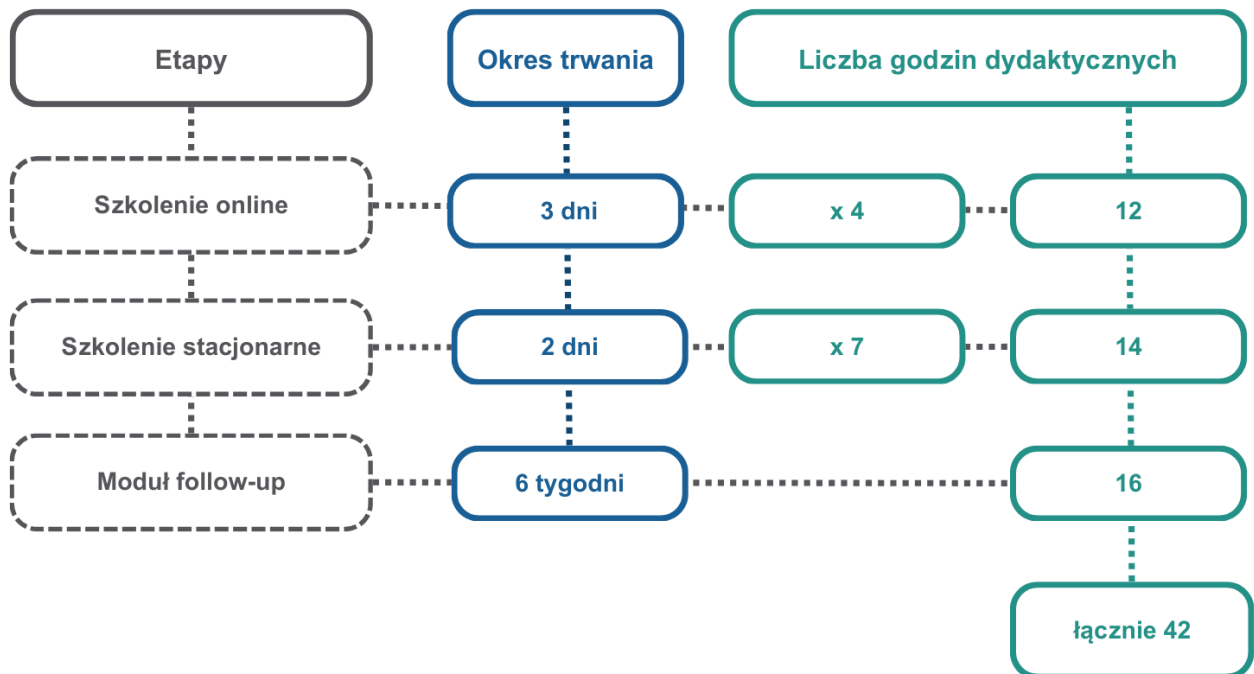 Etapy
Okres trwania
Liczba godzin dydaktycznych
Szkolenie online
3 dni
x 4
12
Szkolenie stacjonarne
2 dni
x 7
14
Moduł follow-up
6 tygodni
16
łącznie 42